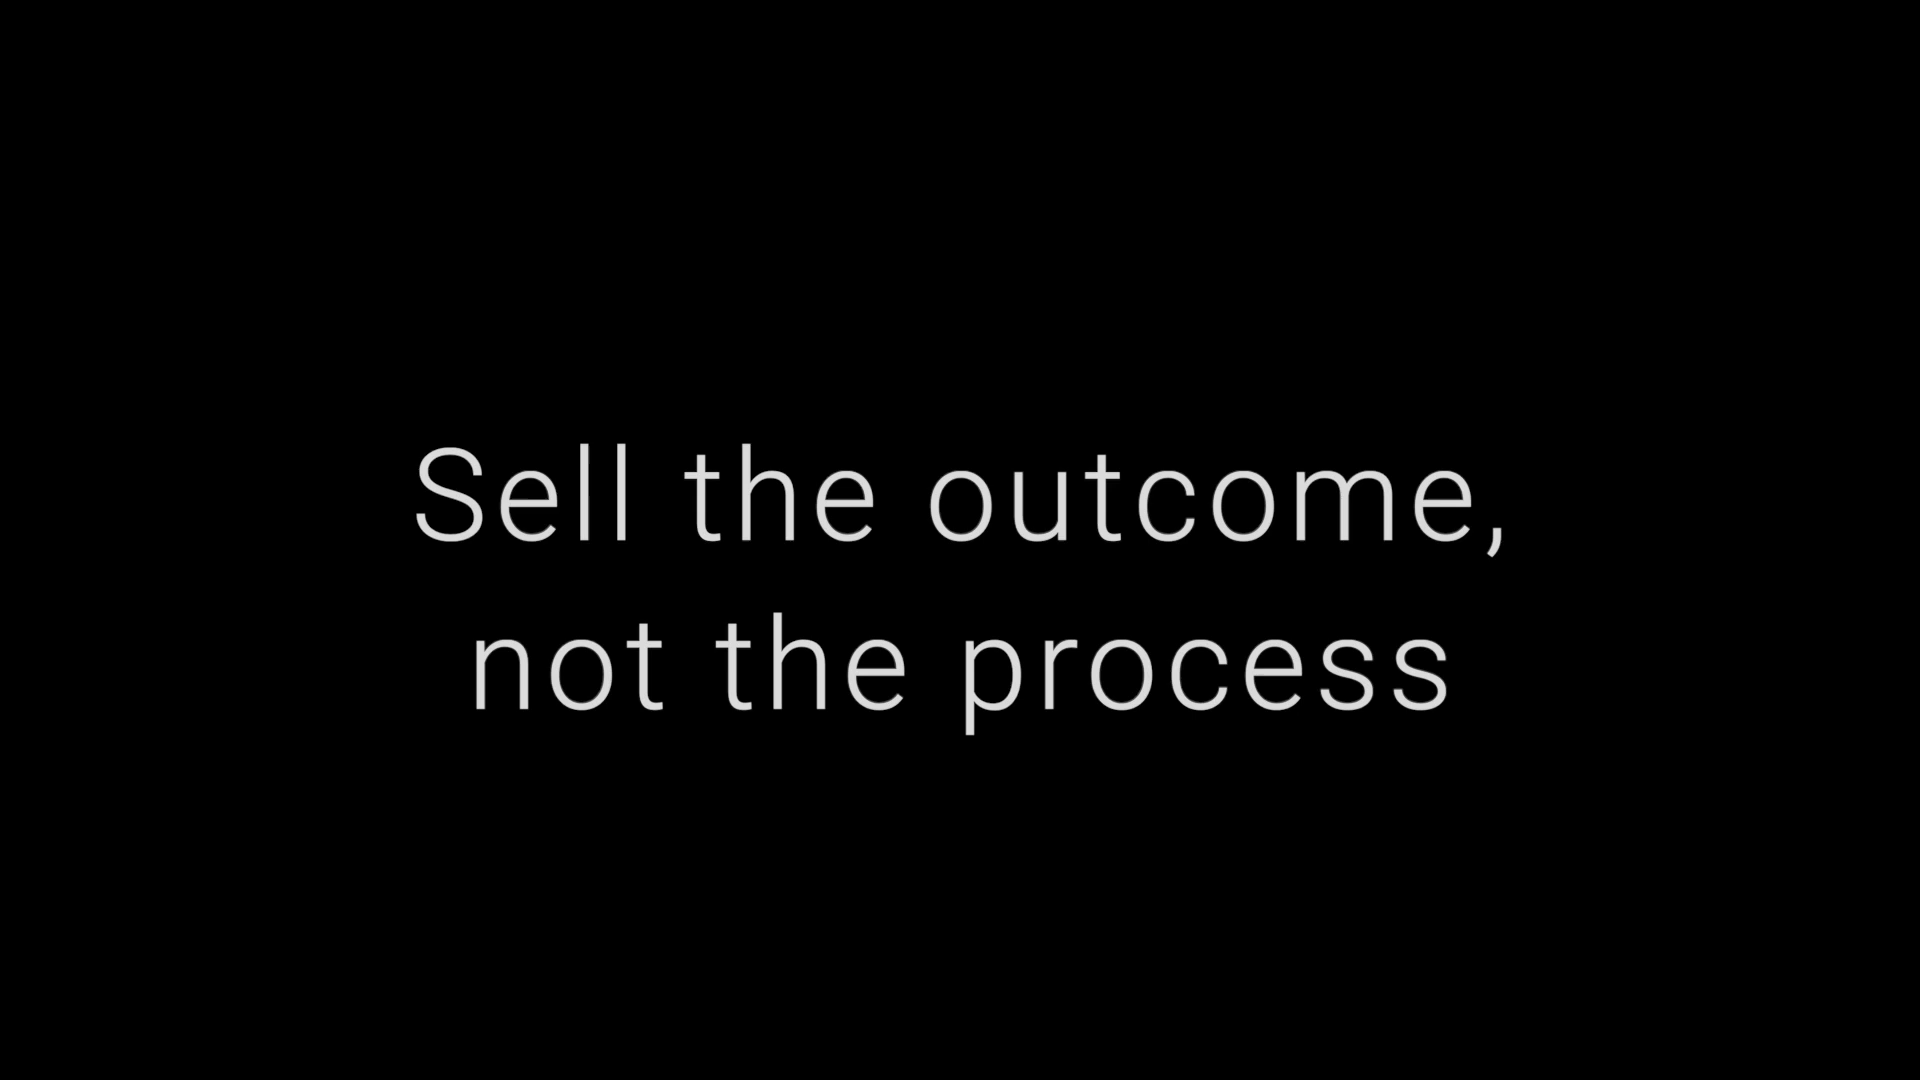 Sell the outcome,
not the process